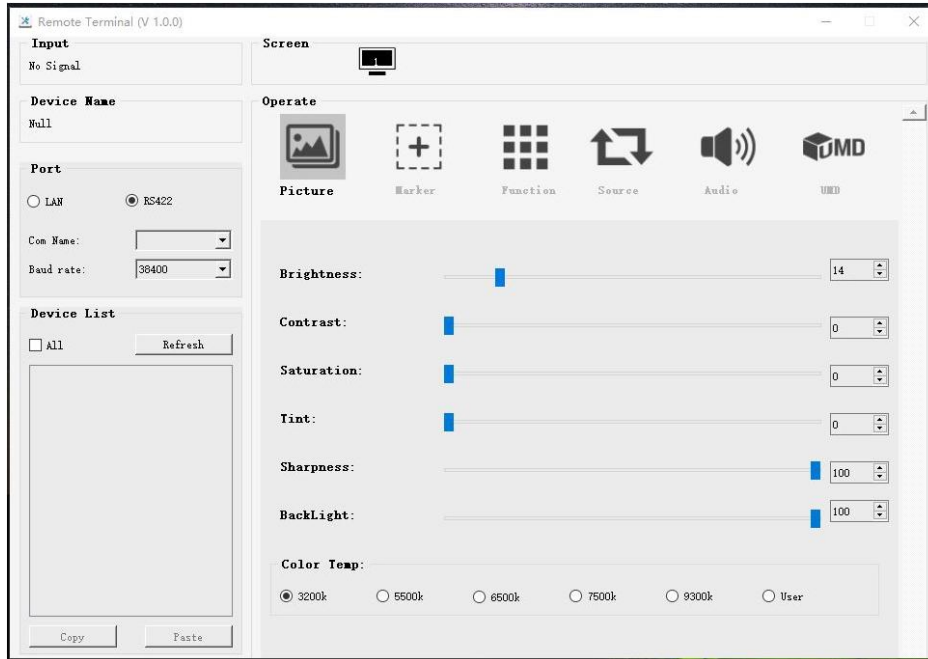 Remote Terminal (V 1.0.0)
Input
No Signal
Screen
1
Device Name
Null
Operate
UMD
Picture
Marker
Function
Source
Audio
UMD
Port
LAN
RS422
Com Name:
Baud rate:
38400
Device List
All
Refresh
Copy
Paste
Brightness:
14
Contrast:
0
Saturation:
0
Tint:
0
Sharpness:
100
BackLight:
100
Color Temp:
3200k
5500k
6500k
7500k
9300k
User